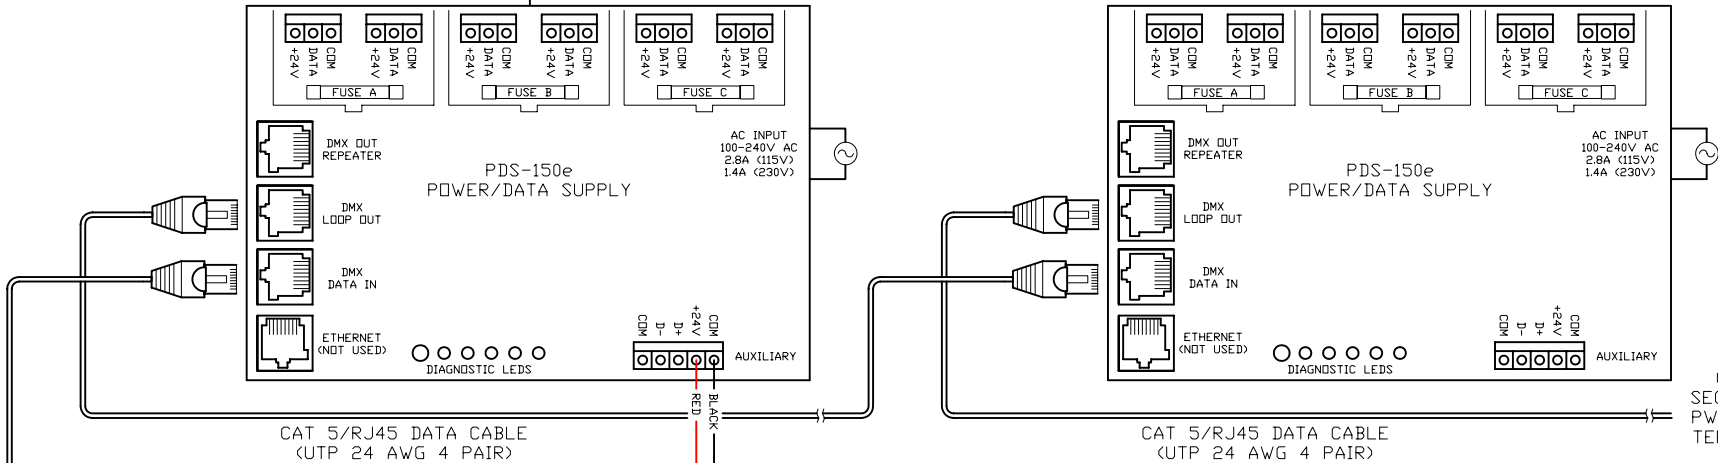 +24V DATA COM +24V DATA COM +24V DATA COM +24V DATA COM +24V DATA COM +24V DATA COM
FUSE A FUSE B FUSE C
DMX OUT
REPEATER
AC INPUT
100-240V AC
2.8A (115V)
1.4A (230V)
PDS-150e
POWER/DATA SUPPLY
DMX
LOOP OUT
DMX
DATA IN
ETHERNET
(NOT USED)
DIAGNOSTIC LEDS
COM D- D+ +24V COM
AUXILIARY
RED BLACK
CAT 5/RJ45 DATA CABLE
(UTP 24 AWG 4 PAIR)
+24V DATA COM +24V DATA COM +24V DATA COM +24V DATA COM +24V DATA COM +24V DATA COM
FUSE A FUSE B FUSE C
DMX OUT
REPEATER
AC INPUT
100-240V AC
2.8A (115V)
1.4A (230V)
PDS-150e
POWER/DATA SUPPLY
DMX
LOOP OUT
DMX
DATA IN
ETHERNET
(NOT USED)
DIAGNOSTIC LEDS
COM D- D+ +24V COM
AUXILIARY
CAT 5/RJ45 DATA CABLE
(UTP 24 AWG 4 PAIR)